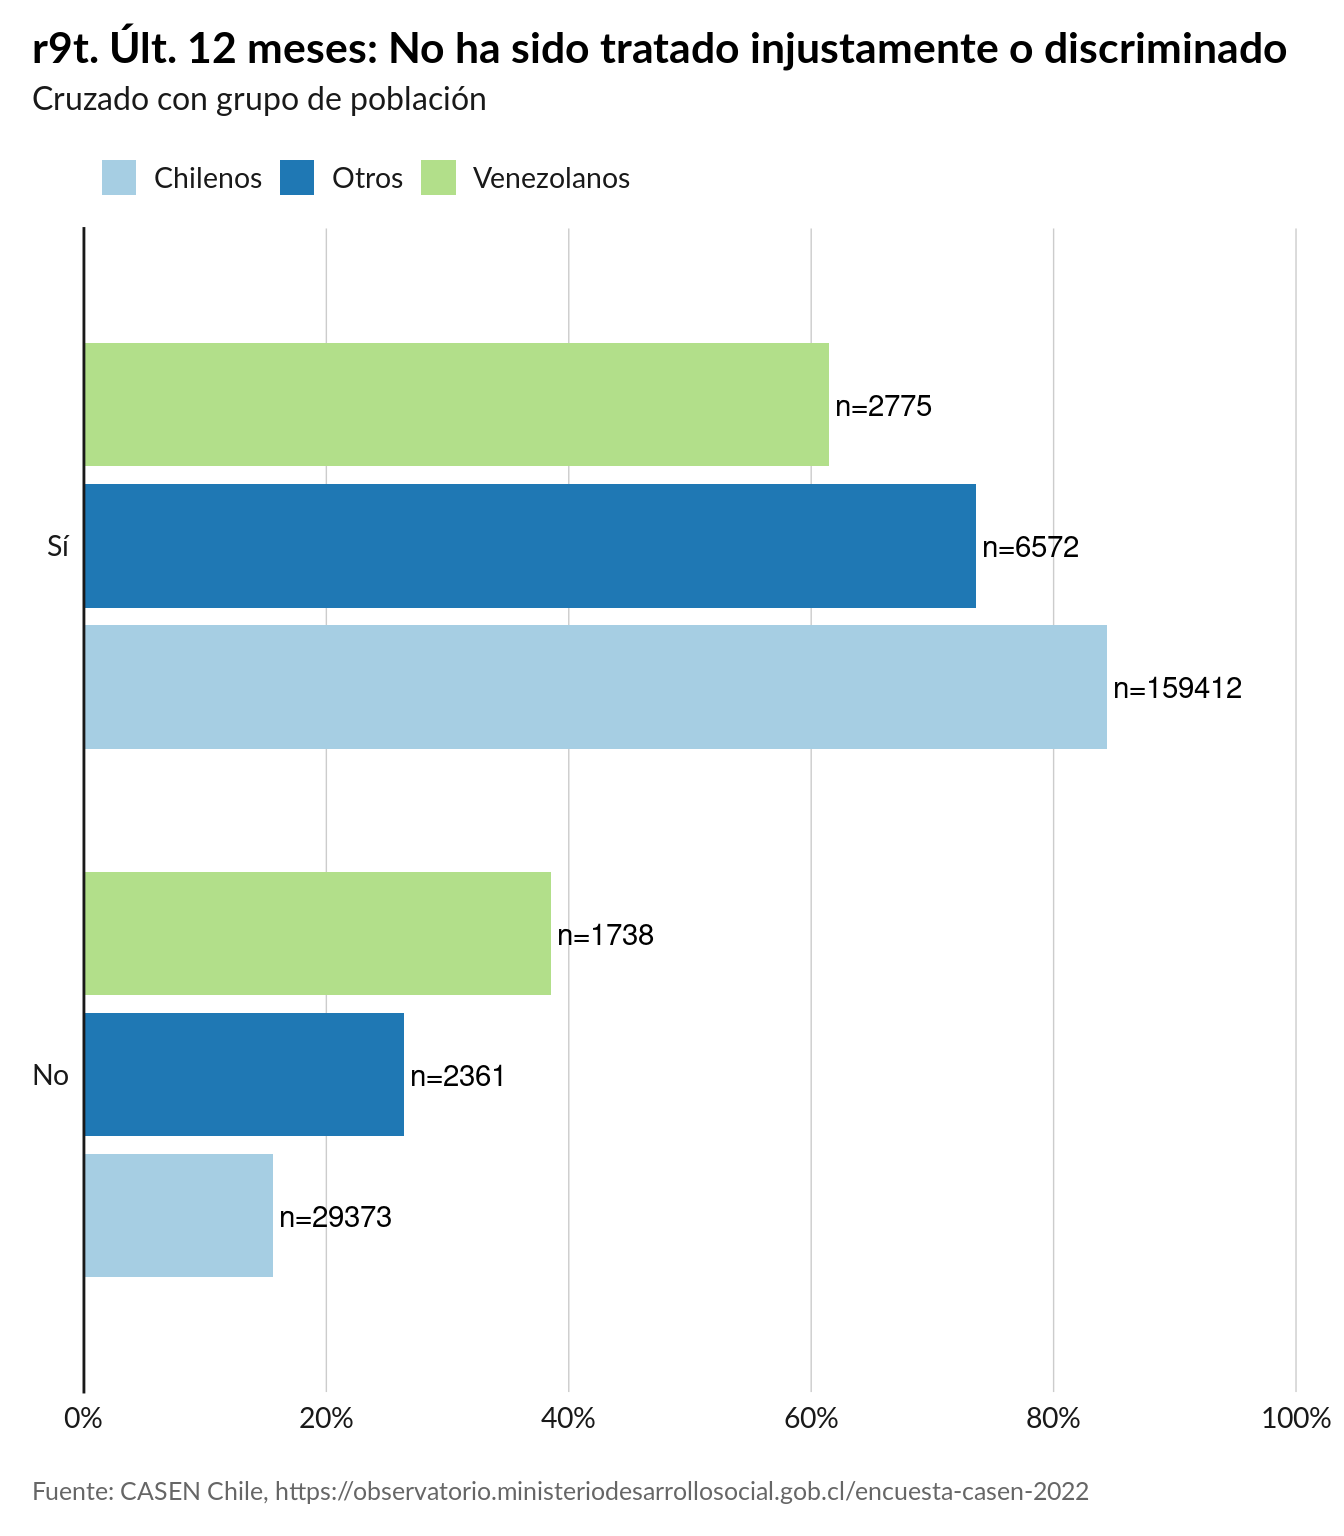 r9t. Últ. 12 meses: No ha sido tratado injustamente o discriminado
Cruzado con grupo de población
Chilenos Otros Venezolanos
n=2775
Sí
n=6572
n=159412
n=1738
No
n=2361
n=29373
0% 20% 40% 60% 80% 100%
Fuente: CASEN Chile, https://observatorio.ministeriodesarrollosocial.gob.cl/encuesta-casen-2022